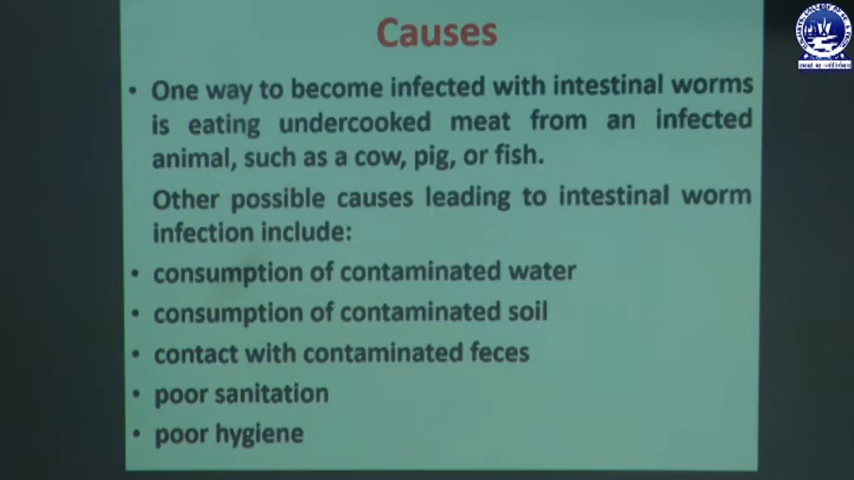 Causes
• One way to become infected with intestinal worms
is eating undercooked meat from an infected
animal, such as a cow, pig, or fish.
Other possible causes leading to intestinal worm
infection include:
• consumption of contaminated water
• consumption of contaminated soil
• contact with contaminated feces
• poor sanitation
• poor hygiene